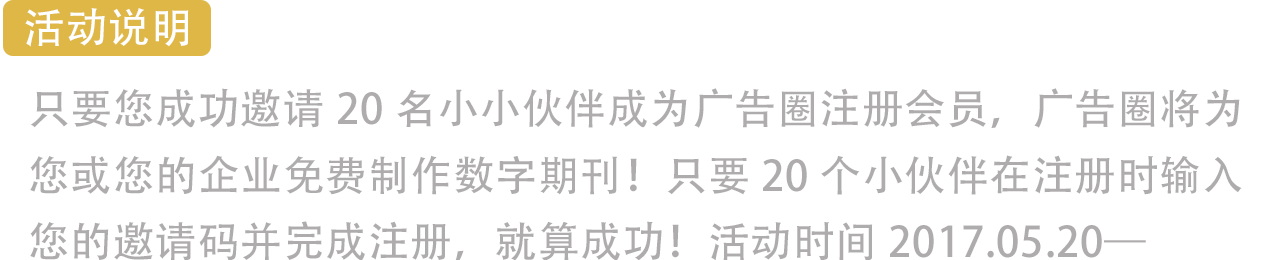 活动说明
只要您成功邀请 20 名小小伙伴成为广告圈注册会员，广告圈将为
您或您的企业免费制作数字期刊！只要 20 个小伙伴在注册时输入
您的邀请码并完成注册，就算成功！活动时间 2017.05.20—